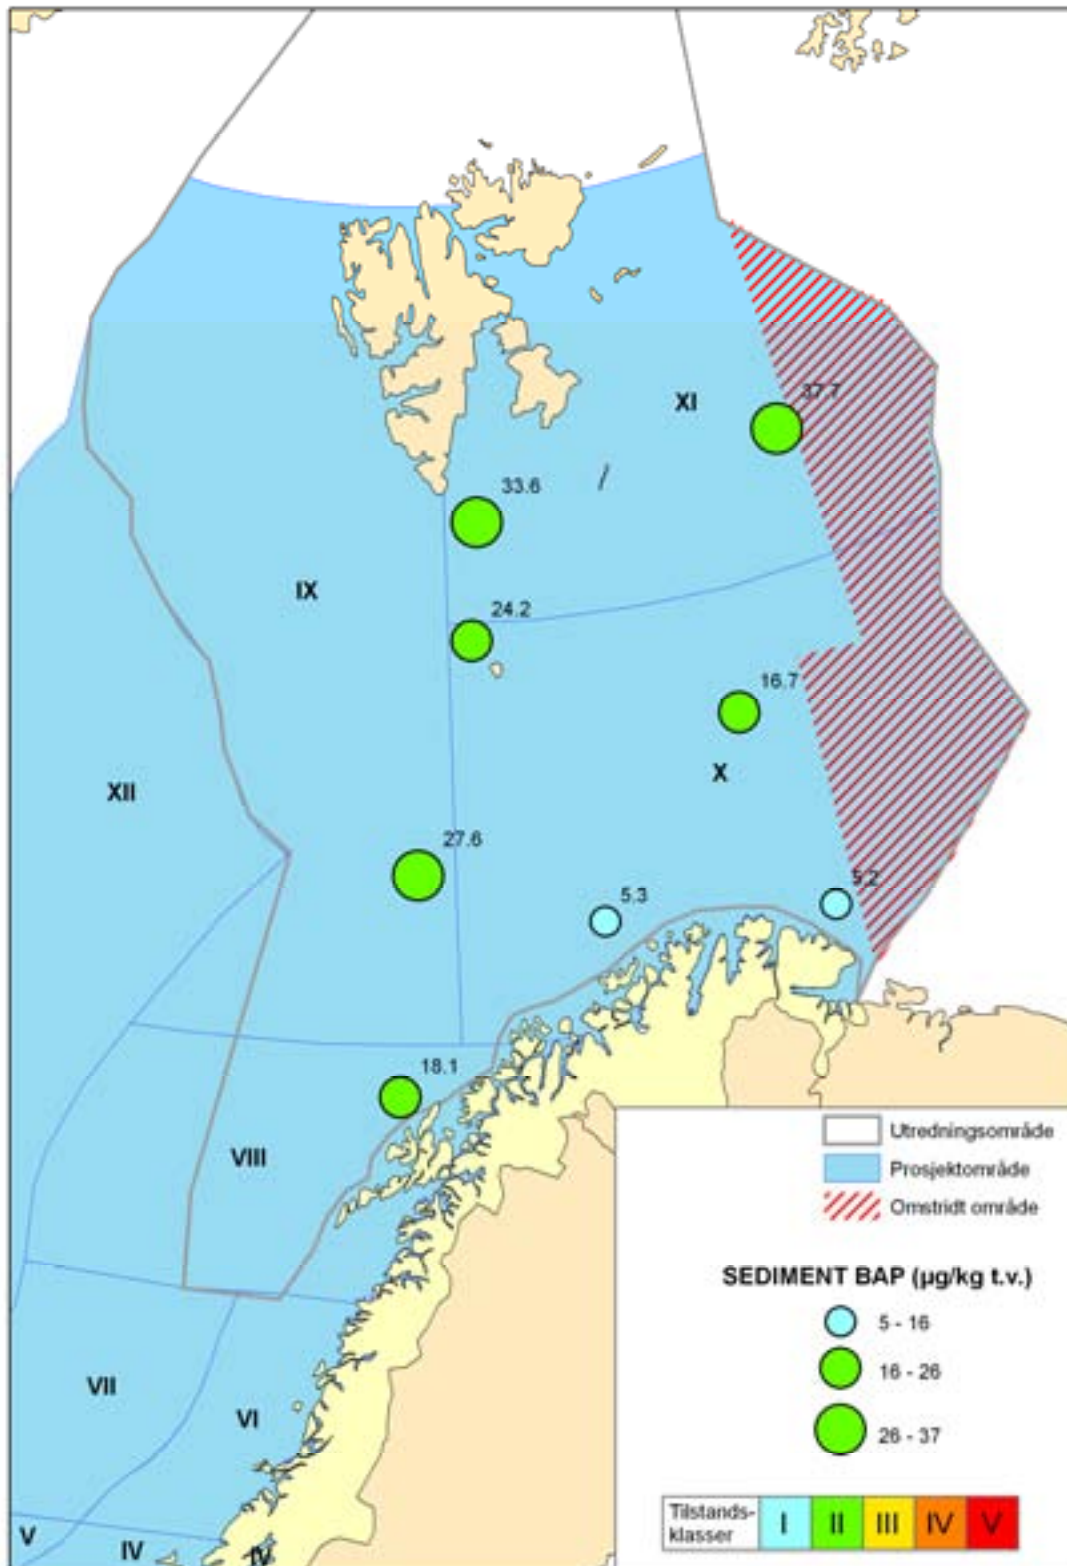 XI
37.7
33.6
IX
24.2
16.7
X
XII
27.6
5.3
5.2
18.1
VIII
Utredningsområde
Prosjektområde
Omstridt område
SEDIMENT BAP (µg/kg t.v.)
5 - 16
16 - 26
26 - 37
VII
VI
Tilstands-
klasser
I II III IV V
V
IV
IV